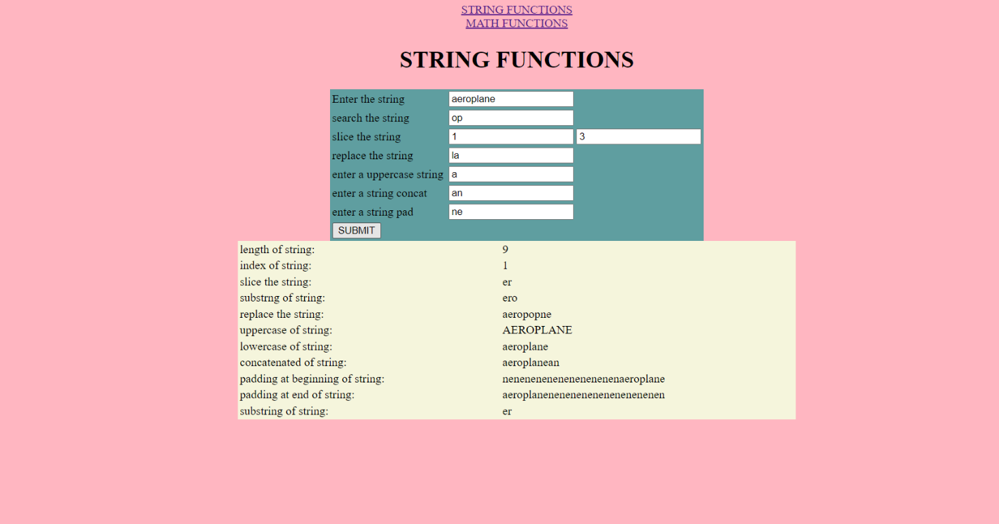 STRING FUNCTIONS
MATH FUNCTIONS
STRING FUNCTIONS
Enter the string aeroplane
search the string op
slice the string 1 3
replace the string la
enter a uppercase string a
enter a string concat an
enter a string pad ne
SUBMIT
length of string: 9
index of string: 1
slice the string: er
substrng of string: ero
replace the string: aeropopne
uppercase of string: AEROPLANE
lowercase of string: aeroplane
concatenated of string: aeroplanean
padding at beginning of string: nenenenenenenenenenenaeroplane
padding at end of string: aeroplanenenenenenenenenenenen
substring of string: er